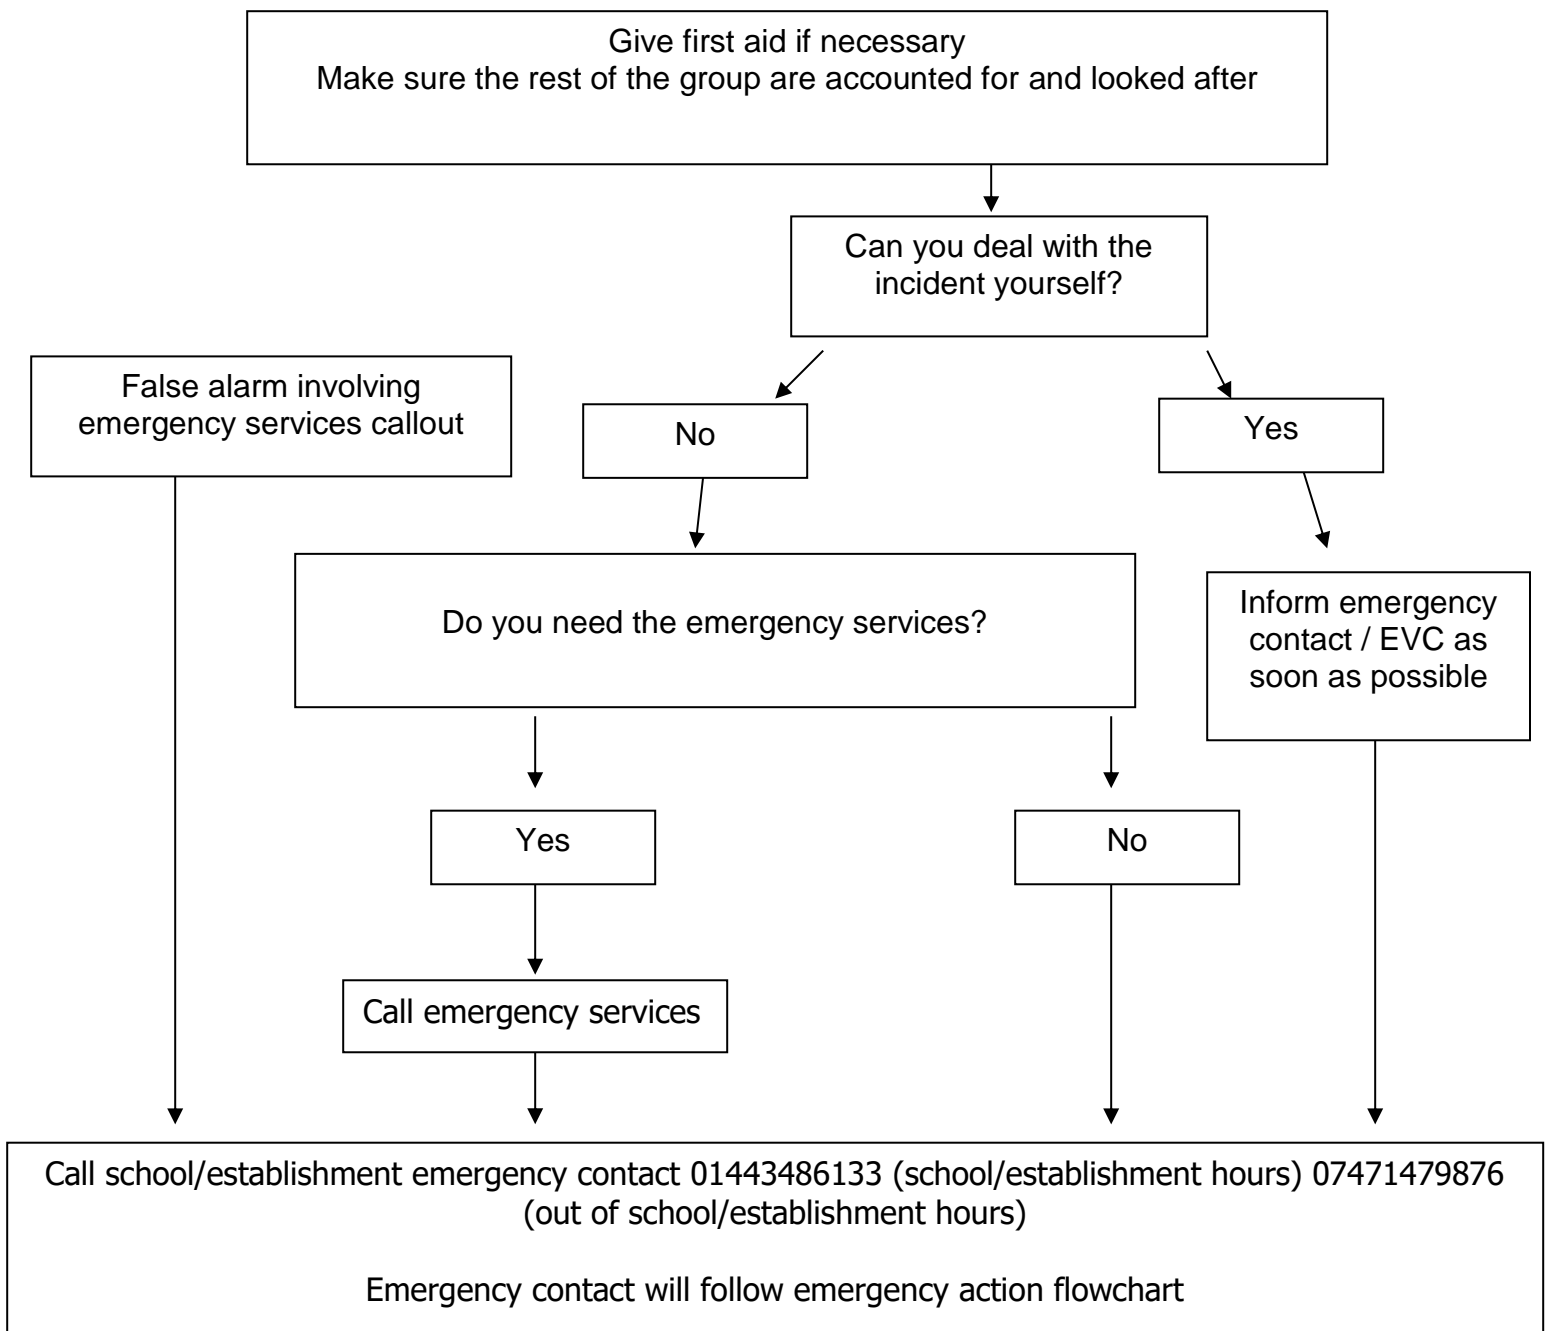 Give first aid if necessary
Make sure the rest of the group are accounted for and looked after
Can you deal with the
incident yourself?
False alarm involving
emergency services callout
No
Yes
Do you need the emergency services?
Inform emergency
contact / EVC as
soon as possible
Yes
No
Call emergency services
Call school/establishment emergency contact 01443486133 (school/establishment hours) 07471479876
(out of school/establishment hours)
Emergency contact will follow emergency action flowchart